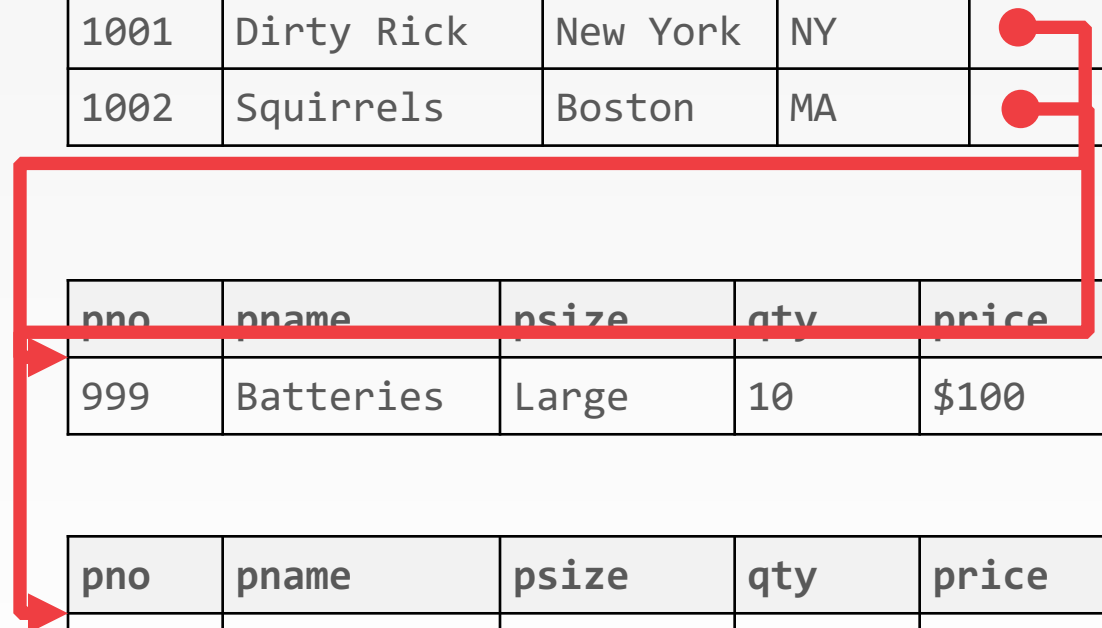 1001 Dirty Rick New York NY
1002 Squirrels Boston MA
pno pname psize qty price
999 Batteries Large 10 $100
pno pname psize qty price